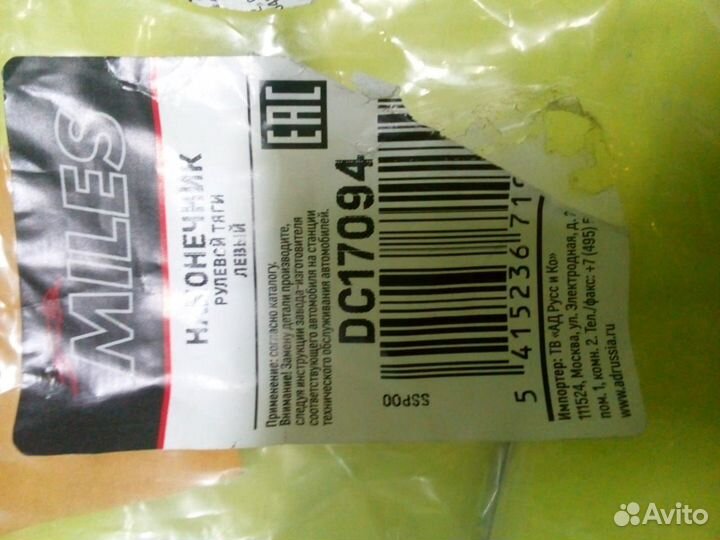 MILES
НАКОНЕЧНИК
РУЛЕВОЙ ТЯГИ
ЛЕВЫЙ
Применение: согласно каталогу.
Внимание! Замену детали производите,
следуя инструкции завода-изготовителя
соответствующего автомобиля на станции
технического обслуживания автомобилей.
EAC
DC17094
SSPOO
5 415236 71
Импортер: ТВ «АД Русс и Ко»
111524, Москва, ул. Электродная, д.
пом. 1, комн. 2. Тел./факс: +7 (495)
www.adrussia.ru
Avito